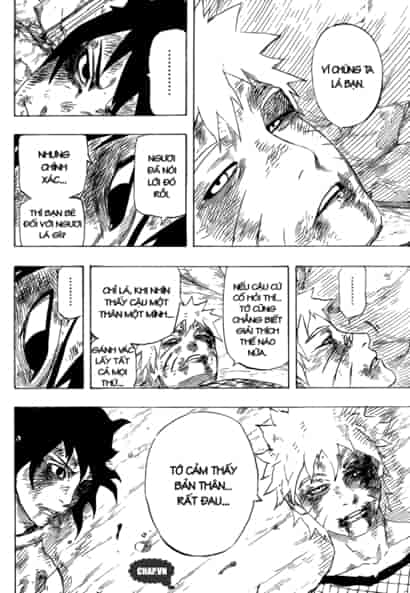 VÌ CHÚNG TA
LÀ BẠN.
.......
NGƯƠI
ĐÃ NÓI
LỜI ĐÓ
RỒI.
NHƯNG
CHÍNH
XÁC...
THÌ BẠN BÈ
ĐỐI VỚI NGƯƠI
LÀ GÌ?
.......
NẾU CẬU CỨ
CỐ HỎI THÌ...
TỚ CŨNG
CHẲNG BIẾT
GIẢI THÍCH
THẾ NÀO
NỮA.
CHỈ LÀ, KHI NHÌN
THẤY CẬU MỘT
THÂN MỘT MÌNH...
GÁNH VÁC
LẤY TẤT
CẢ MỌI
THỨ...
.......
TỚ CẢM THẤY
BẢN THÂN...
RẤT ĐAU...
CHAP.VN